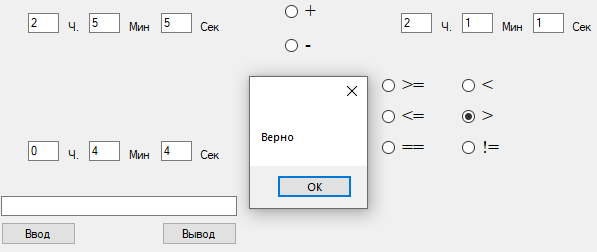 2 Ч. 5 Мин 5 Сек + 2 Ч. 1 Мин 1 Сек
-
>= <
Верно <= >
0 Ч. 4 Мин 4 Сек == !=
OK
Ввод Вывод